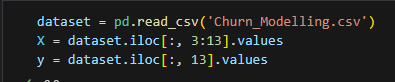 dataset = pd.read_csv('Churn_Modelling.csv')
X = dataset.iloc[:, 3:13].values
y = dataset.iloc[:, 13].values